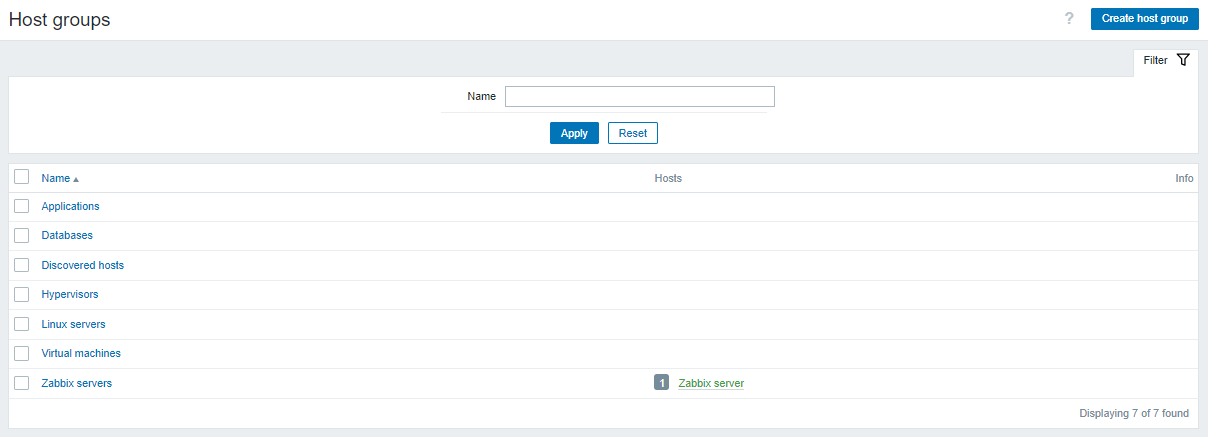 Host groups
? Create host group
Filter
Name
Apply Reset
Name ▲ Hosts Info
Applications
Databases
Discovered hosts
Hypervisors
Linux servers
Virtual machines
Zabbix servers 1 Zabbix server
Displaying 7 of 7 found